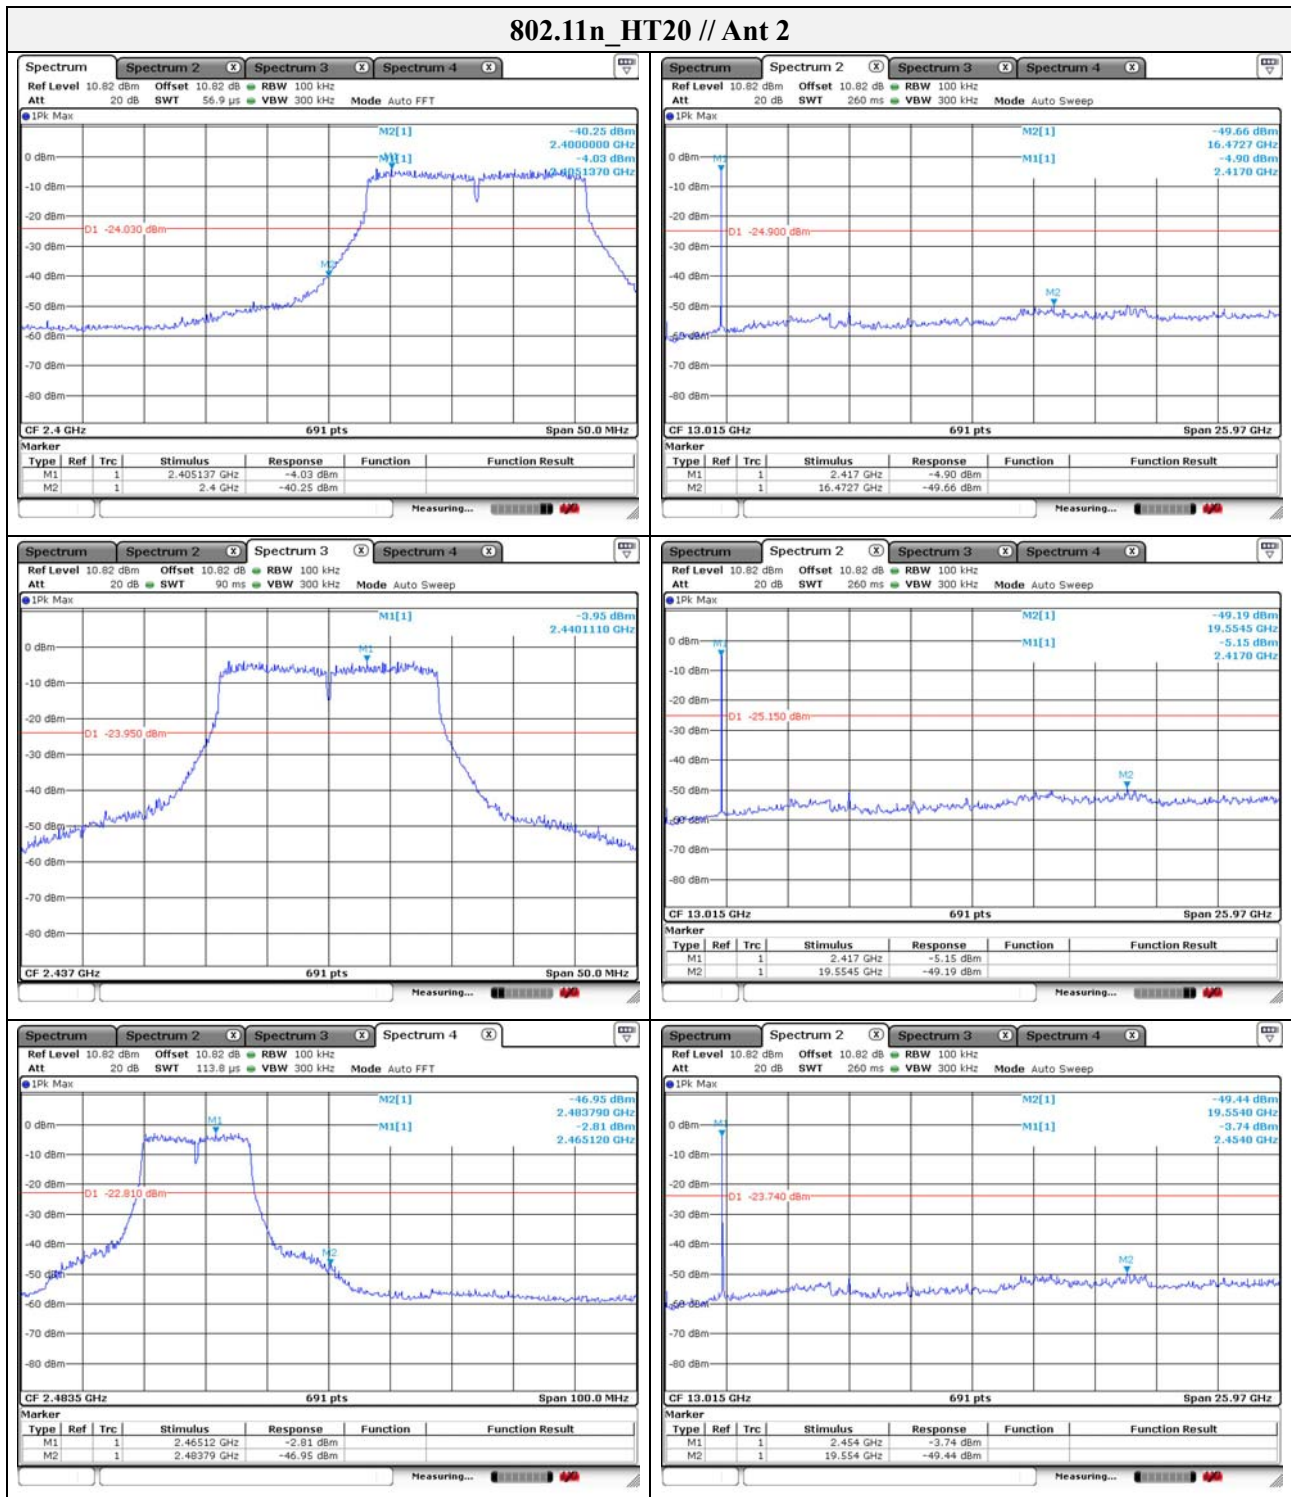 802.11n_HT20 // Ant 2
Spectrum Spectrum 2 X Spectrum 3 X Spectrum 4 X
Ref Level 10.82 dBm Offset 10.82 dB RBW 100 kHz
Att 20 dB SWT 56.9 µs VBW 300 kHz Mode Auto FFT
1Pk Max
M2[1] -40.25 dBm
2.4000000 GHz
M1[1] -4.03 dBm
2.4051370 GHz
0 dBm
-10 dBm
-20 dBm
D1 -24.030 dBm
-30 dBm
-40 dBm
-50 dBm
-60 dBm
-70 dBm
-80 dBm
CF 2.4 GHz 691 pts Span 50.0 MHz
Marker
Type Ref Trc Stimulus Response Function Function Result
M1 1 2.405137 GHz -4.03 dBm
M2 1 2.4 GHz -40.25 dBm
Measuring...
Spectrum Spectrum 2 X Spectrum 3 X Spectrum 4 X
Ref Level 10.82 dBm Offset 10.82 dB RBW 100 kHz
Att 20 dB SWT 260 ms VBW 300 kHz Mode Auto Sweep
1Pk Max
M2[1] -49.66 dBm
16.4727 GHz
M1[1] -4.90 dBm
2.4170 GHz
0 dBm M1
-10 dBm
-20 dBm
D1 -24.900 dBm
-30 dBm
-40 dBm
M2
-50 dBm
-60 dBm
-70 dBm
-80 dBm
CF 13.015 GHz 691 pts Span 25.97 GHz
Marker
Type Ref Trc Stimulus Response Function Function Result
M1 1 2.417 GHz -4.90 dBm
M2 1 16.4727 GHz -49.66 dBm
Measuring...
Spectrum Spectrum 2 X Spectrum 3 X Spectrum 4 X
Ref Level 10.82 dBm Offset 10.82 dB RBW 100 kHz
Att 20 dB SWT 90 ms VBW 300 kHz Mode Auto Sweep
1Pk Max
M1[1] -3.95 dBm
2.4401110 GHz
0 dBm M1
-10 dBm
-20 dBm
D1 -23.950 dBm
-30 dBm
-40 dBm
-50 dBm
-60 dBm
-70 dBm
-80 dBm
CF 2.437 GHz 691 pts Span 50.0 MHz
Measuring...
Spectrum Spectrum 2 X Spectrum 3 X Spectrum 4 X
Ref Level 10.82 dBm Offset 10.82 dB RBW 100 kHz
Att 20 dB SWT 260 ms VBW 300 kHz Mode Auto Sweep
1Pk Max
M2[1] -49.19 dBm
19.5545 GHz
M1[1] -5.15 dBm
2.4170 GHz
0 dBm M1
-10 dBm
-20 dBm
D1 -25.150 dBm
-30 dBm
-40 dBm
M2
-50 dBm
-60 dBm
-70 dBm
-80 dBm
CF 13.015 GHz 691 pts Span 25.97 GHz
Marker
Type Ref Trc Stimulus Response Function Function Result
M1 1 2.417 GHz -5.15 dBm
M2 1 19.5545 GHz -49.19 dBm
Measuring...
Spectrum Spectrum 2 X Spectrum 3 X Spectrum 4 X
Ref Level 10.82 dBm Offset 10.82 dB RBW 100 kHz
Att 20 dB SWT 113.8 µs VBW 300 kHz Mode Auto FFT
1Pk Max
M2[1] -46.95 dBm
2.483790 GHz
M1[1] -2.81 dBm
2.465120 GHz
0 dBm M1
-10 dBm
-20 dBm
D1 -22.810 dBm
-30 dBm
-40 dBm
M2
-50 dBm
-60 dBm
-70 dBm
-80 dBm
CF 2.4835 GHz 691 pts Span 100.0 MHz
Marker
Type Ref Trc Stimulus Response Function Function Result
M1 1 2.46512 GHz -2.81 dBm
M2 1 2.48379 GHz -46.95 dBm
Measuring...
Spectrum Spectrum 2 X Spectrum 3 X Spectrum 4 X
Ref Level 10.82 dBm Offset 10.82 dB RBW 100 kHz
Att 20 dB SWT 260 ms VBW 300 kHz Mode Auto Sweep
1Pk Max
M2[1] -49.44 dBm
19.5540 GHz
M1[1] -3.74 dBm
2.4540 GHz
0 dBm M1
-10 dBm
-20 dBm
D1 -23.740 dBm
-30 dBm
-40 dBm
M2
-50 dBm
-60 dBm
-70 dBm
-80 dBm
CF 13.015 GHz 691 pts Span 25.97 GHz
Marker
Type Ref Trc Stimulus Response Function Function Result
M1 1 2.454 GHz -3.74 dBm
M2 1 19.554 GHz -49.44 dBm
Measuring...